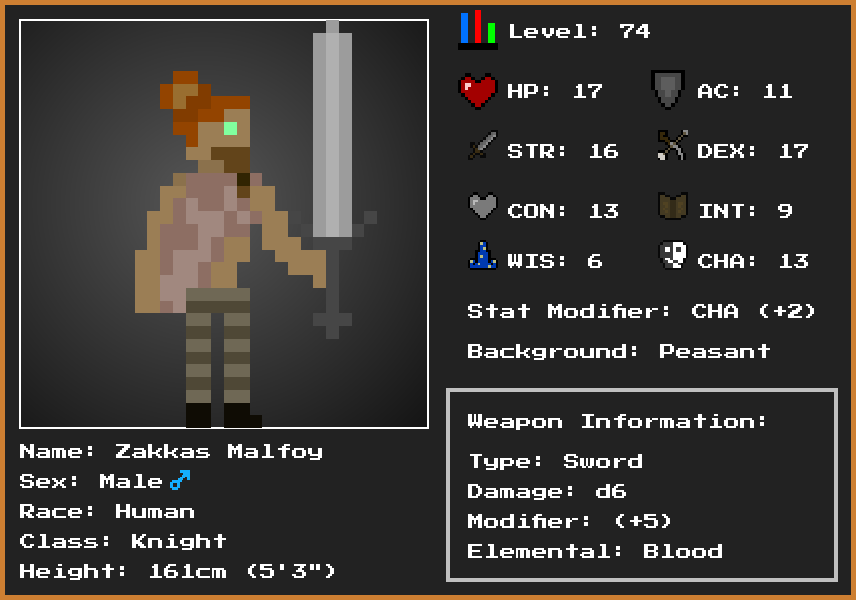 Level: 74
HP: 17 AC: 11
STR: 16 DEX: 17
CON: 13 INT: 9
WIS: 6 CHA: 13
Stat Modifier: CHA (+2)
Background: Peasant
Weapon Information:
Type: Sword
Damage: d6
Modifier: (+5)
Elemental: Blood
Name: Zakkas Malfoy
Sex: Male ♂
Race: Human
Class: Knight
Height: 161cm (5'3")